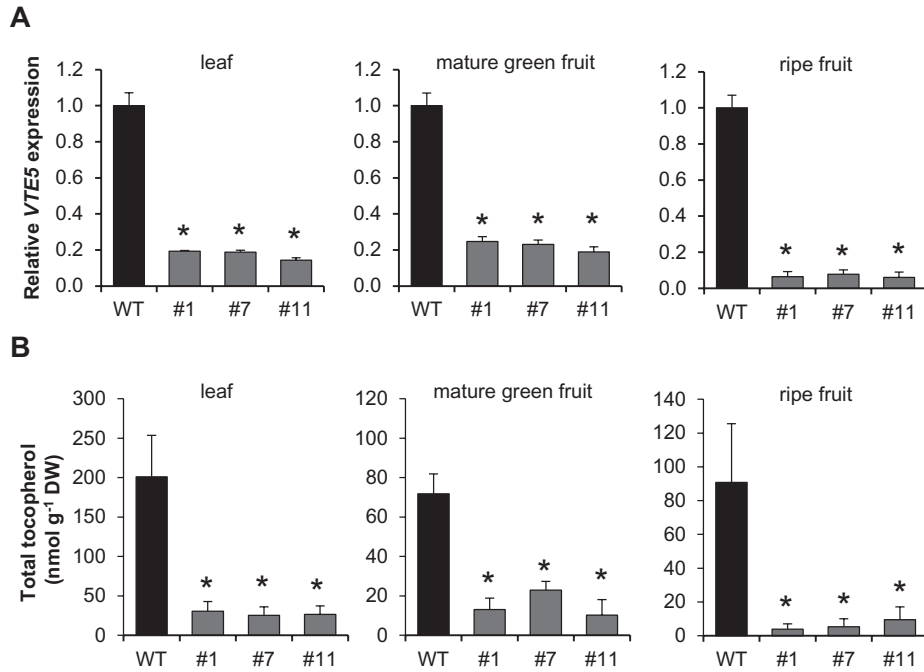 A
leaf
mature green fruit
ripe fruit
Relative VTE5 expression
1.2
1.0
0.8
0.6
0.4
0.2
0.0
* * *
WT #1 #7 #11
1.2
1.0
0.8
0.6
0.4
0.2
0.0
* * *
WT #1 #7 #11
1.2
1.0
0.8
0.6
0.4
0.2
0.0
* * *
WT #1 #7 #11
B
leaf
mature green fruit
ripe fruit
Total tocopherol
(nmol g⁻¹ DW)
300
250
200
150
100
50
0
* * *
WT #1 #7 #11
120
100
80
60
40
20
0
* * *
WT #1 #7 #11
140
120
100
80
60
40
20
0
* * *
WT #1 #7 #11